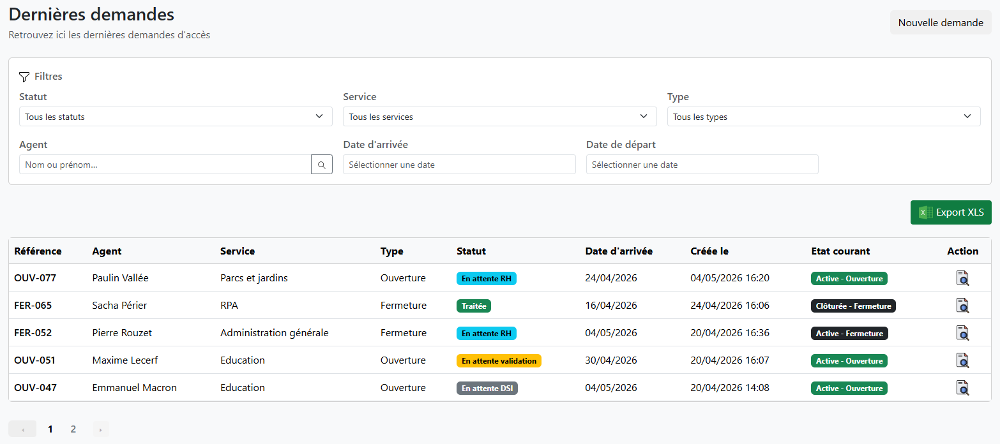 Dernières demandes
Nouvelle demande
Retrouvez ici les dernières demandes d'accès
Filtres
Statut Service Type
Tous les statuts Tous les services Tous les types
Agent Date d'arrivée Date de départ
Nom ou prénom... Sélectionner une date Sélectionner une date
Export XLS
Référence Agent Service Type Statut Date d'arrivée Créée le Etat courant Action
OUV-077 Paulin Vallée Parcs et jardins Ouverture En attente RH 24/04/2026 04/05/2026 16:20 Active - Ouverture
FER-065 Sacha Périer RPA Fermeture Traitée 16/04/2026 24/04/2026 16:06 Clôturée - Fermeture
FER-052 Pierre Rouzet Administration générale Fermeture En attente RH 04/05/2026 20/04/2026 16:36 Active - Fermeture
OUV-051 Maxime Lecerf Education Ouverture En attente validation 30/04/2026 20/04/2026 16:07 Active - Ouverture
OUV-047 Emmanuel Macron Education Ouverture En attente DSI 04/05/2026 20/04/2026 14:08 Active - Ouverture
‹ 1 2 ›